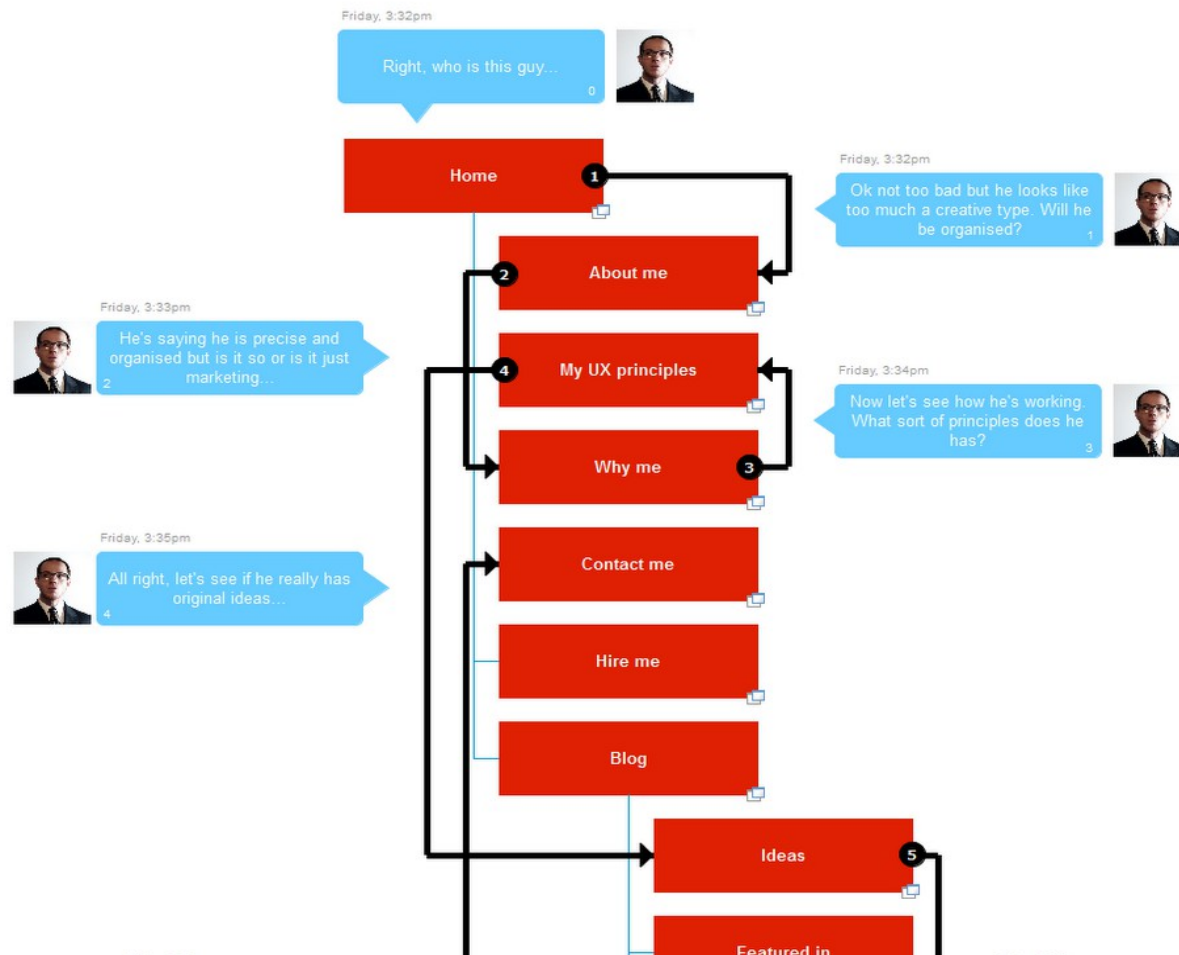 Friday, 3:32pm
Right, who is this guy...
0
Home
1
Friday, 3:32pm
Ok not too bad but he looks like
too much a creative type. Will he
be organised?
1
2
About me
Friday, 3:33pm
He's saying he is precise and
organised but is it so or is it just
marketing...
2
4
My UX principles
Friday, 3:34pm
Now let's see how he's working.
What sort of principles does he
has?
3
Why me
3
Friday, 3:35pm
All right, let's see if he really has
original ideas...
4
Contact me
Hire me
Blog
Ideas
5
Featured in